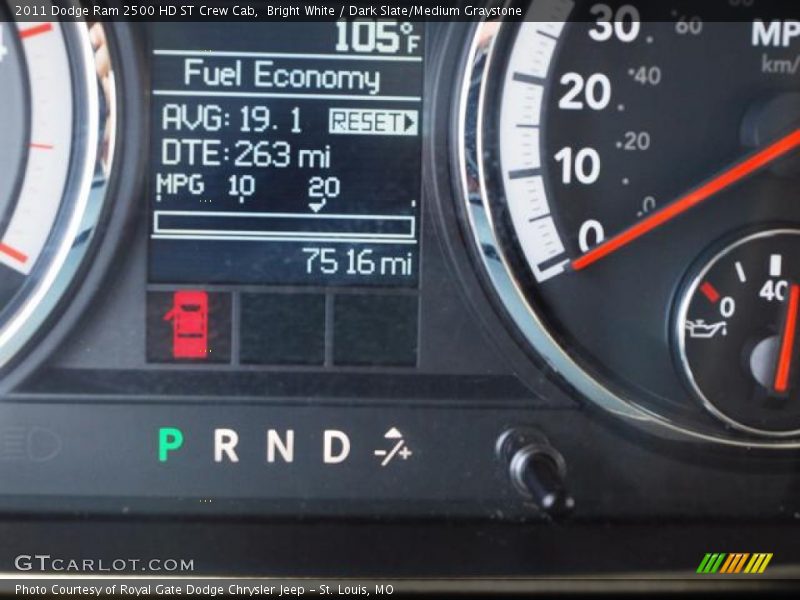 2011 Dodge Ram 2500 HD ST Crew Cab, Bright White / Dark Slate/Medium Graystone
105°F
Fuel Economy
AVG: 19.1 RESET
DTE: 263 mi
MPG 10 20
7516 mi
P R N D -/+
30 60
MP
km/
20 40
10 20
0 0
0 40
GTCARLOT.COM
Photo Courtesy of Royal Gate Dodge Chrysler Jeep - St. Louis, MO